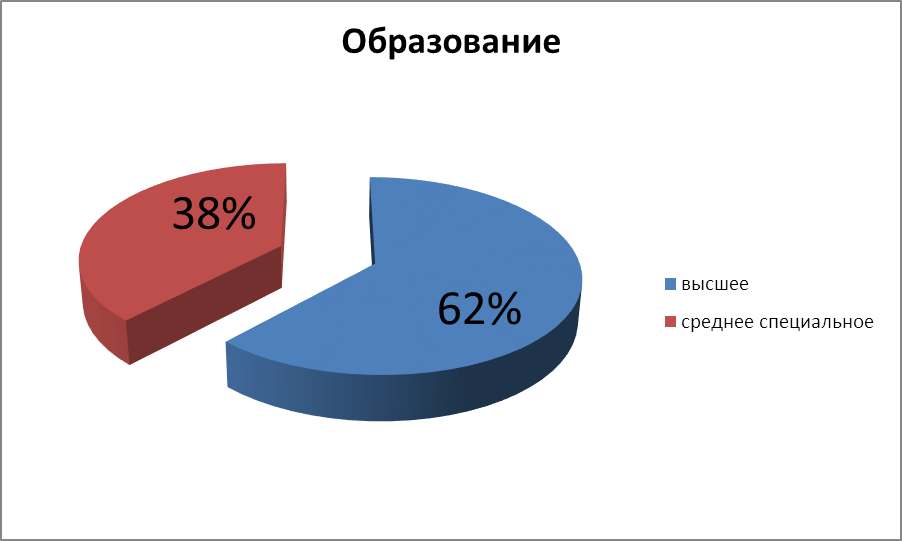 Образование
38%
62%
высшее
среднее специальное